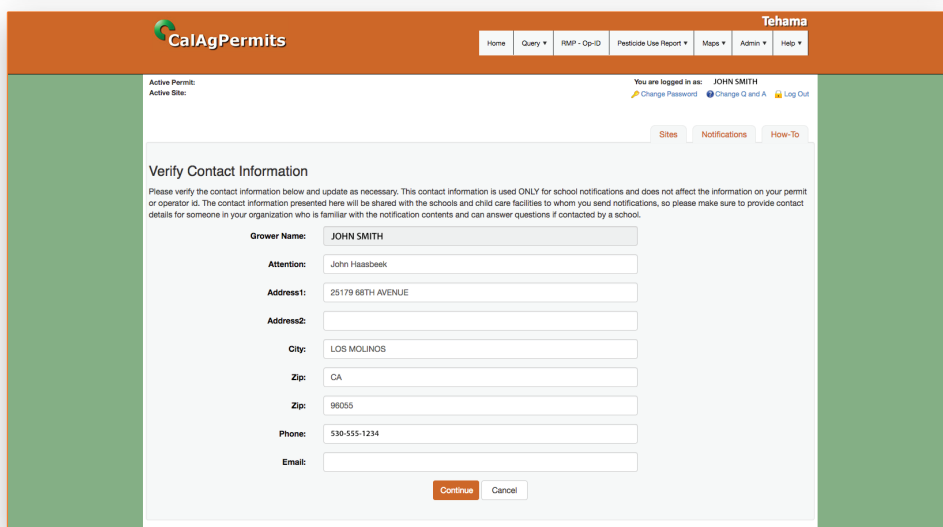 Tehama
CalAgPermits
Home Query ▼ RMP - Op-ID Pesticide Use Report ▼ Maps ▼ Admin ▼ Help ▼
Active Permit: You are logged in as: JOHN SMITH
Active Site: Change Password Change Q and A Log Out
Sites Notifications How-To
Verify Contact Information
Please verify the contact information below and update as necessary. This contact information is used ONLY for school notifications and does not affect the information on your permit
or operator id. The contact information presented here will be shared with the schools and child care facilities to whom you send notifications, so please make sure to provide contact
details for someone in your organization who is familiar with the notification contents and can answer questions if contacted by a school.
Grower Name: JOHN SMITH
Attention: John Haasbeek
Address1: 25179 68TH AVENUE
Address2:
City: LOS MOLINOS
Zip: CA
Zip: 96055
Phone: 530-555-1234
Email:
Continue Cancel